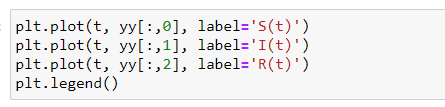 plt.plot(t, yy[:,0], label='S(t)')
plt.plot(t, yy[:,1], label='I(t)')
plt.plot(t, yy[:,2], label='R(t)')
plt.legend()